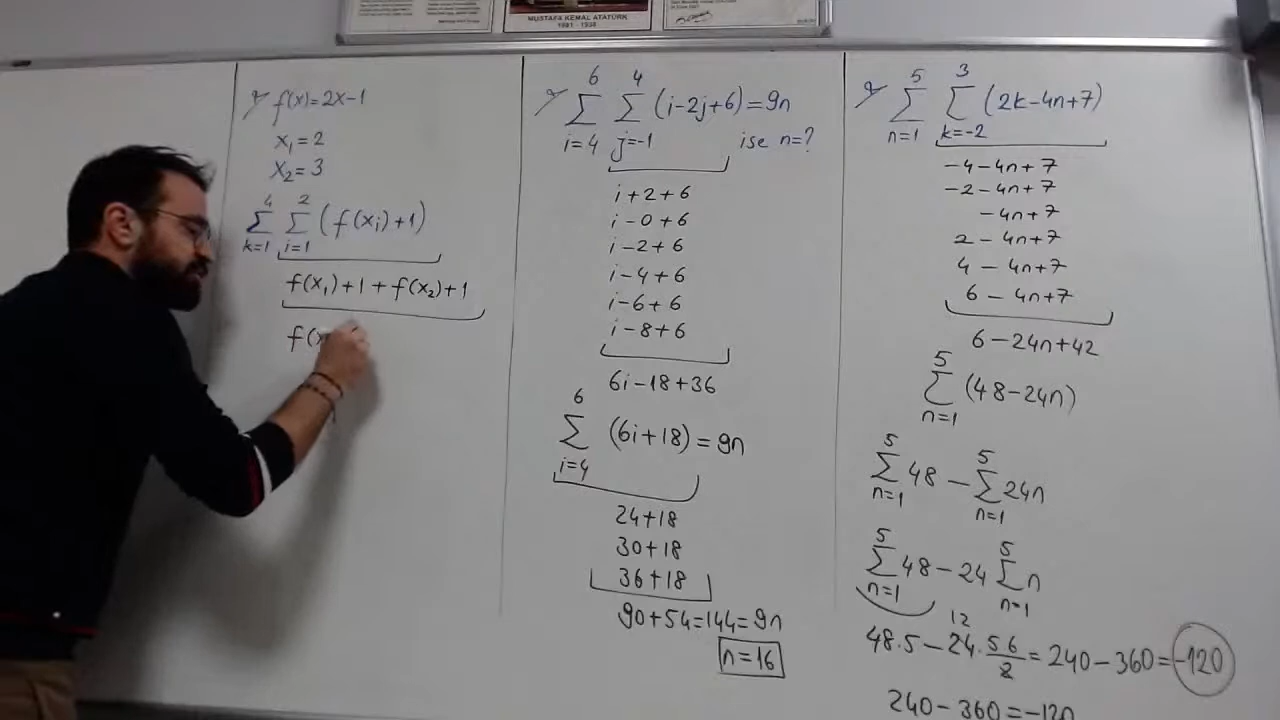 MUSTAFA KEMAL ATATÜRK
1881 - 1938
f(x)=2x-1
x₁=2
x₂=3
4 2
∑ ∑ (f(xᵢ)+1)
k=1 i=1
f(x₁)+1+f(x₂)+1
f(x
6 4
∑ ∑ (i-2j+6)=9n
i=4 j=-1 ise n=?
i+2+6
i-0+6
i-2+6
i-4+6
i-6+6
i-8+6
6i-18+36
6
∑ (6i+18)=9n
i=4
24+18
30+18
36+18
90+54=144=9n
n=16
5 3
∑ ∑ (2k-4n+7)
n=1 k=-2
-4-4n+7
-2-4n+7
-4n+7
2-4n+7
4-4n+7
6-4n+7
6-24n+42
5
∑ (48-24n)
n=1
5 5
∑ 48 - ∑ 24n
n=1 n=1
5 5
∑ 48-24 ∑ n
n=1 n=1
12
48.5-24.56/2=240-360=-120
240-360=-120